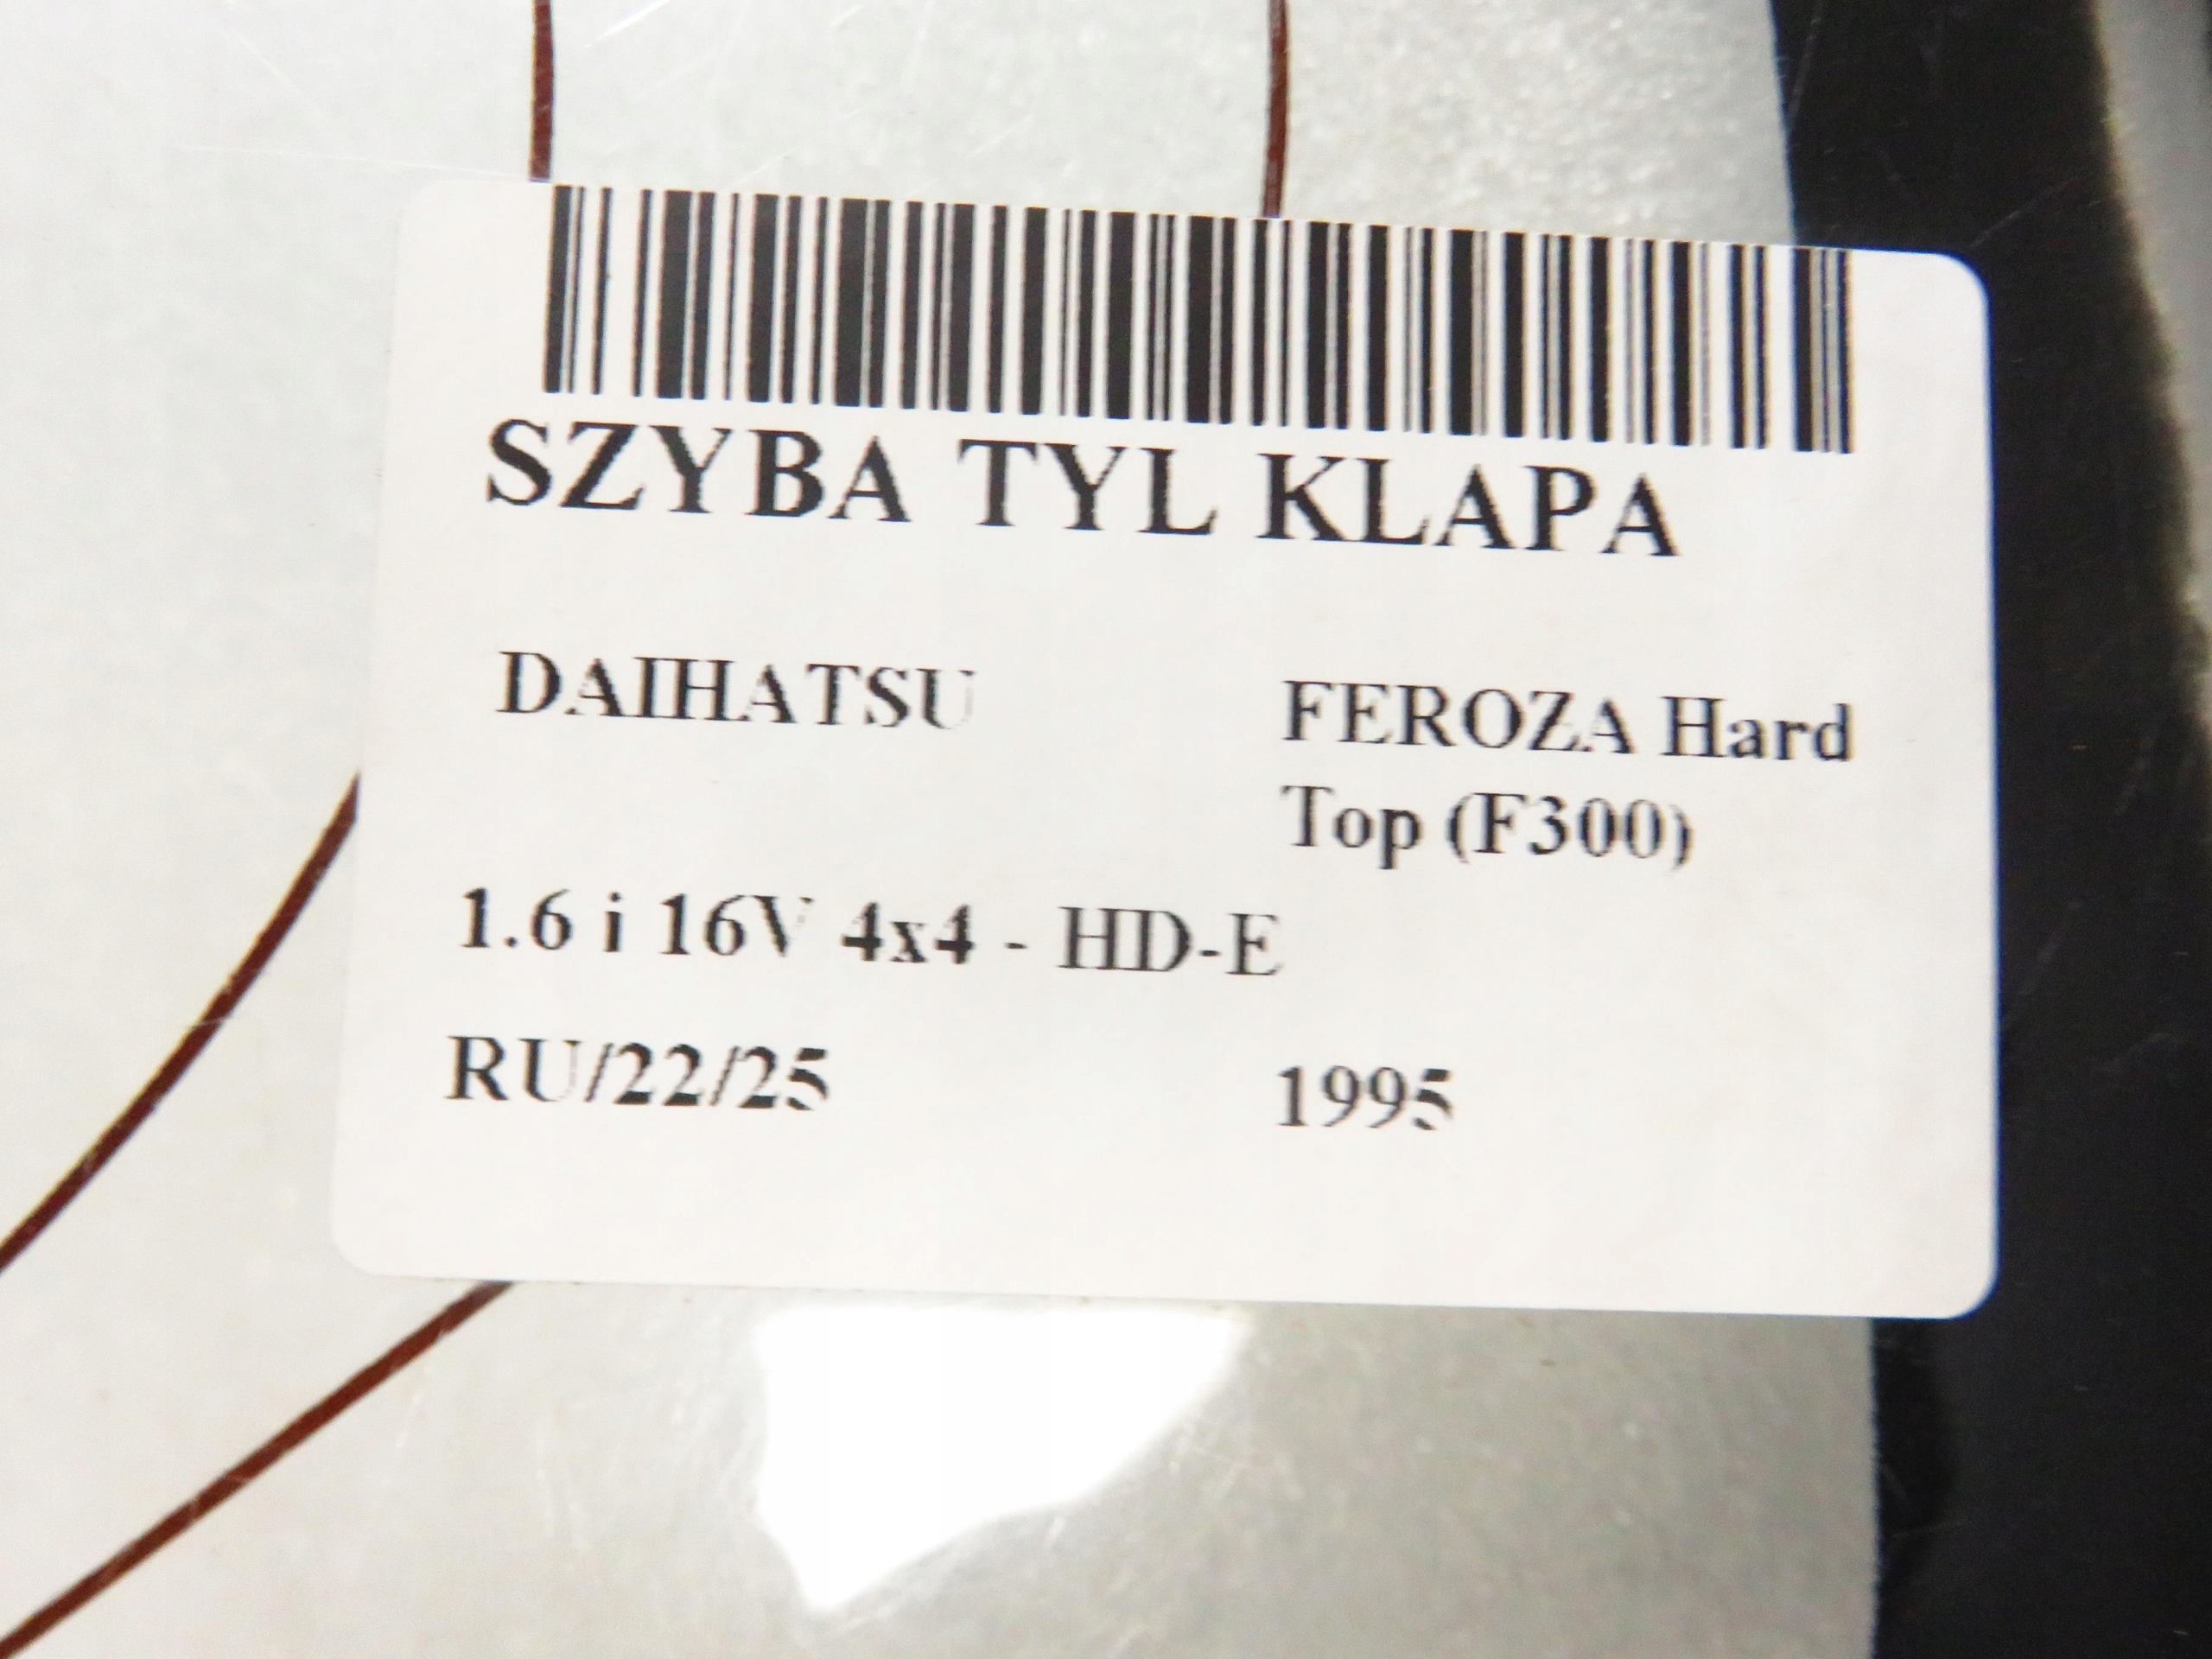 SZYBA TYL KLAPA
DAIHATSU FEROZA Hard
Top (F300)
1.6 i 16V 4x4 - HD-E
RU/22/25 1995